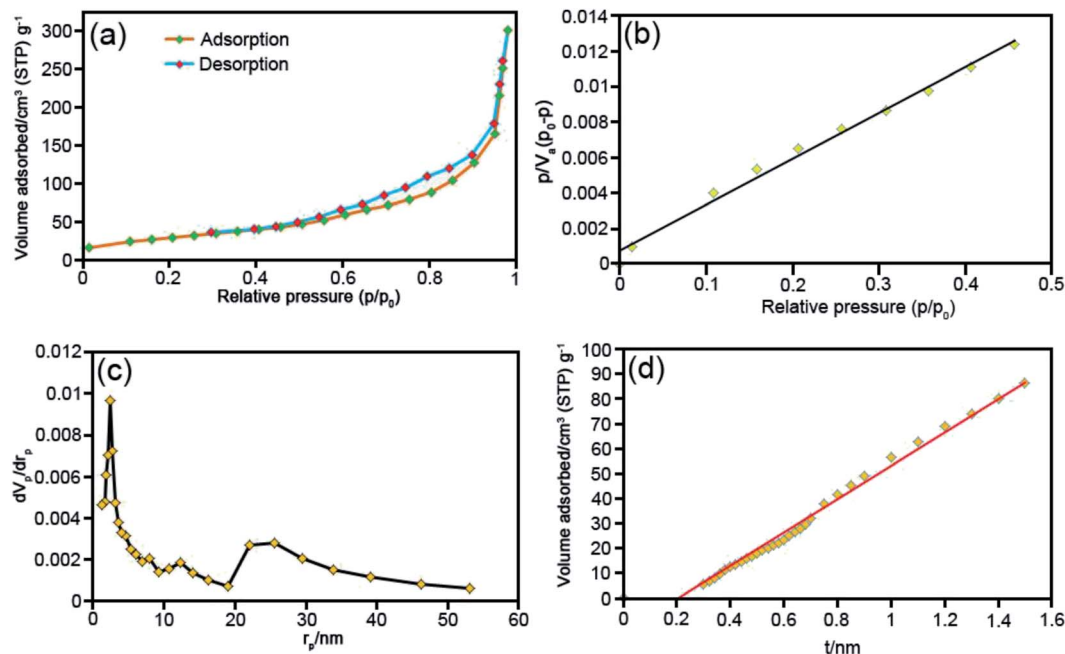 (a)
Adsorption
Desorption
Volume adsorbed/cm³ (STP) g⁻¹
300
250
200
150
100
50
0
0 0.2 0.4 0.6 0.8 1
Relative pressure (p/p₀)
(b)
p/Vₐ(p₀-p)
0.014
0.012
0.01
0.008
0.006
0.004
0.002
0
0 0.1 0.2 0.3 0.4 0.5
Relative pressure (p/p₀)
(c)
dVₚ/drₚ
0.012
0.01
0.008
0.006
0.004
0.002
0
0 10 20 30 40 50 60
rₚ/nm
(d)
Volume adsorbed/cm³ (STP) g⁻¹
100
90
80
70
60
50
40
30
20
10
0
0 0.2 0.4 0.6 0.8 1 1.2 1.4 1.6
t/nm